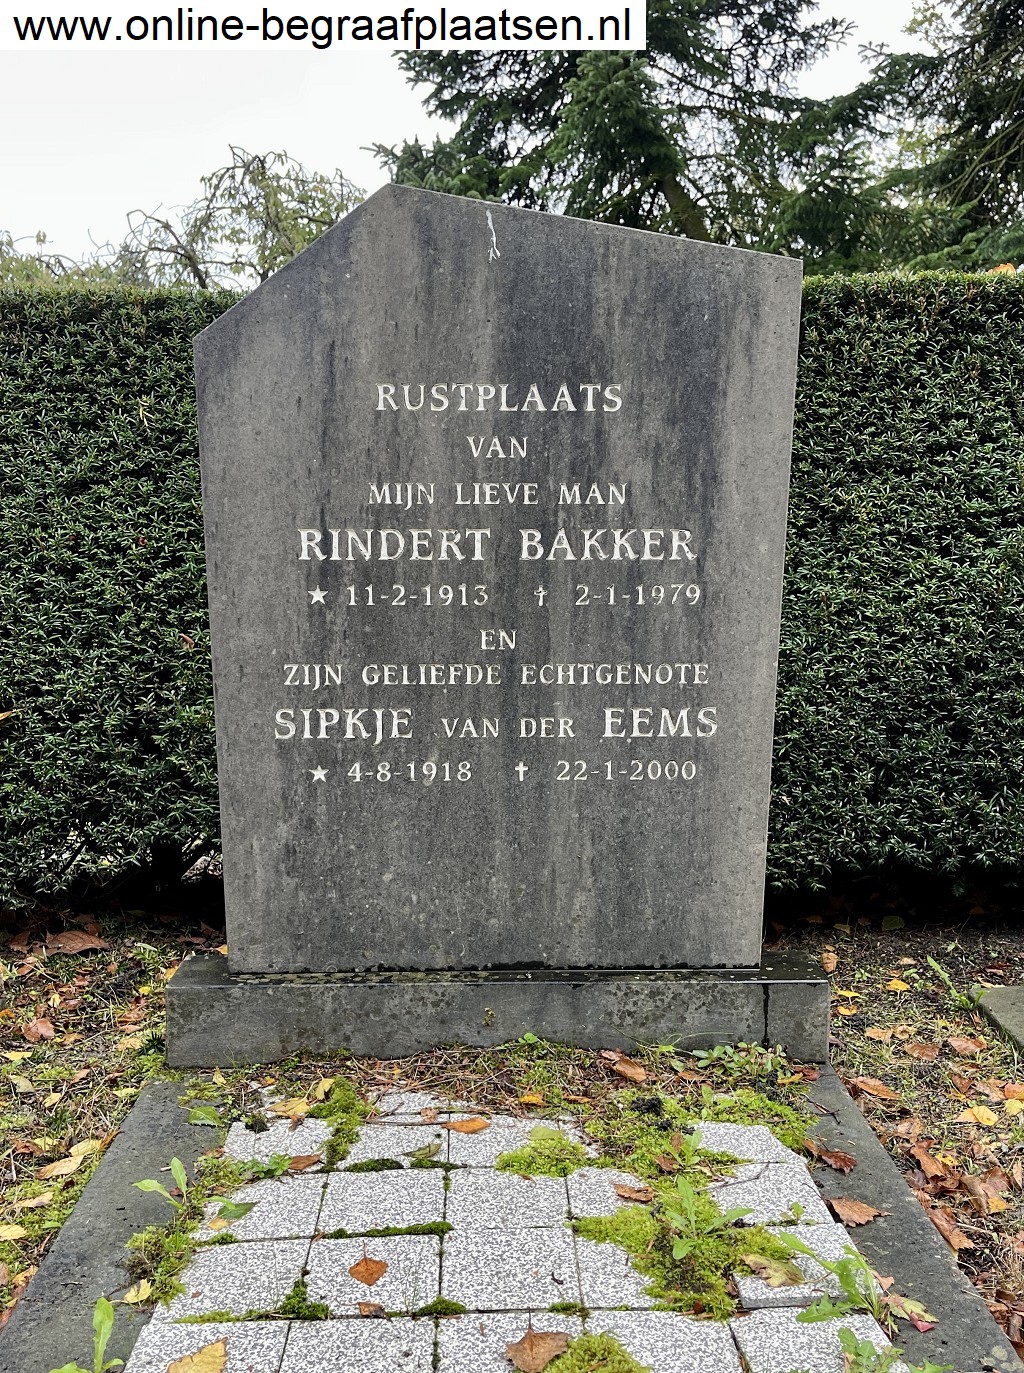 www.online-begraafplaatsen.nl
RUSTPLAATS
VAN
MIJN LIEVE MAN
RINDERT BAKKER
★ 11-2-1913 † 2-1-1979
EN
ZIJN GELIEFDE ECHTGENOTE
SIPKJE VAN DER EEMS
★ 4-8-1918 † 22-1-2000